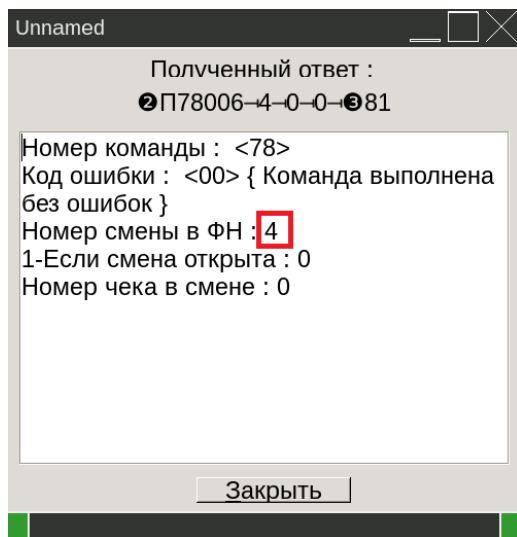 Unnamed
Полученный ответ :
❷П78006⊣4⊣0⊣0⊣❸81
Номер команды : <78>
Код ошибки : <00> { Команда выполнена
без ошибок }
Номер смены в ФН : 4
1-Если смена открыта : 0
Номер чека в смене : 0
Закрыть